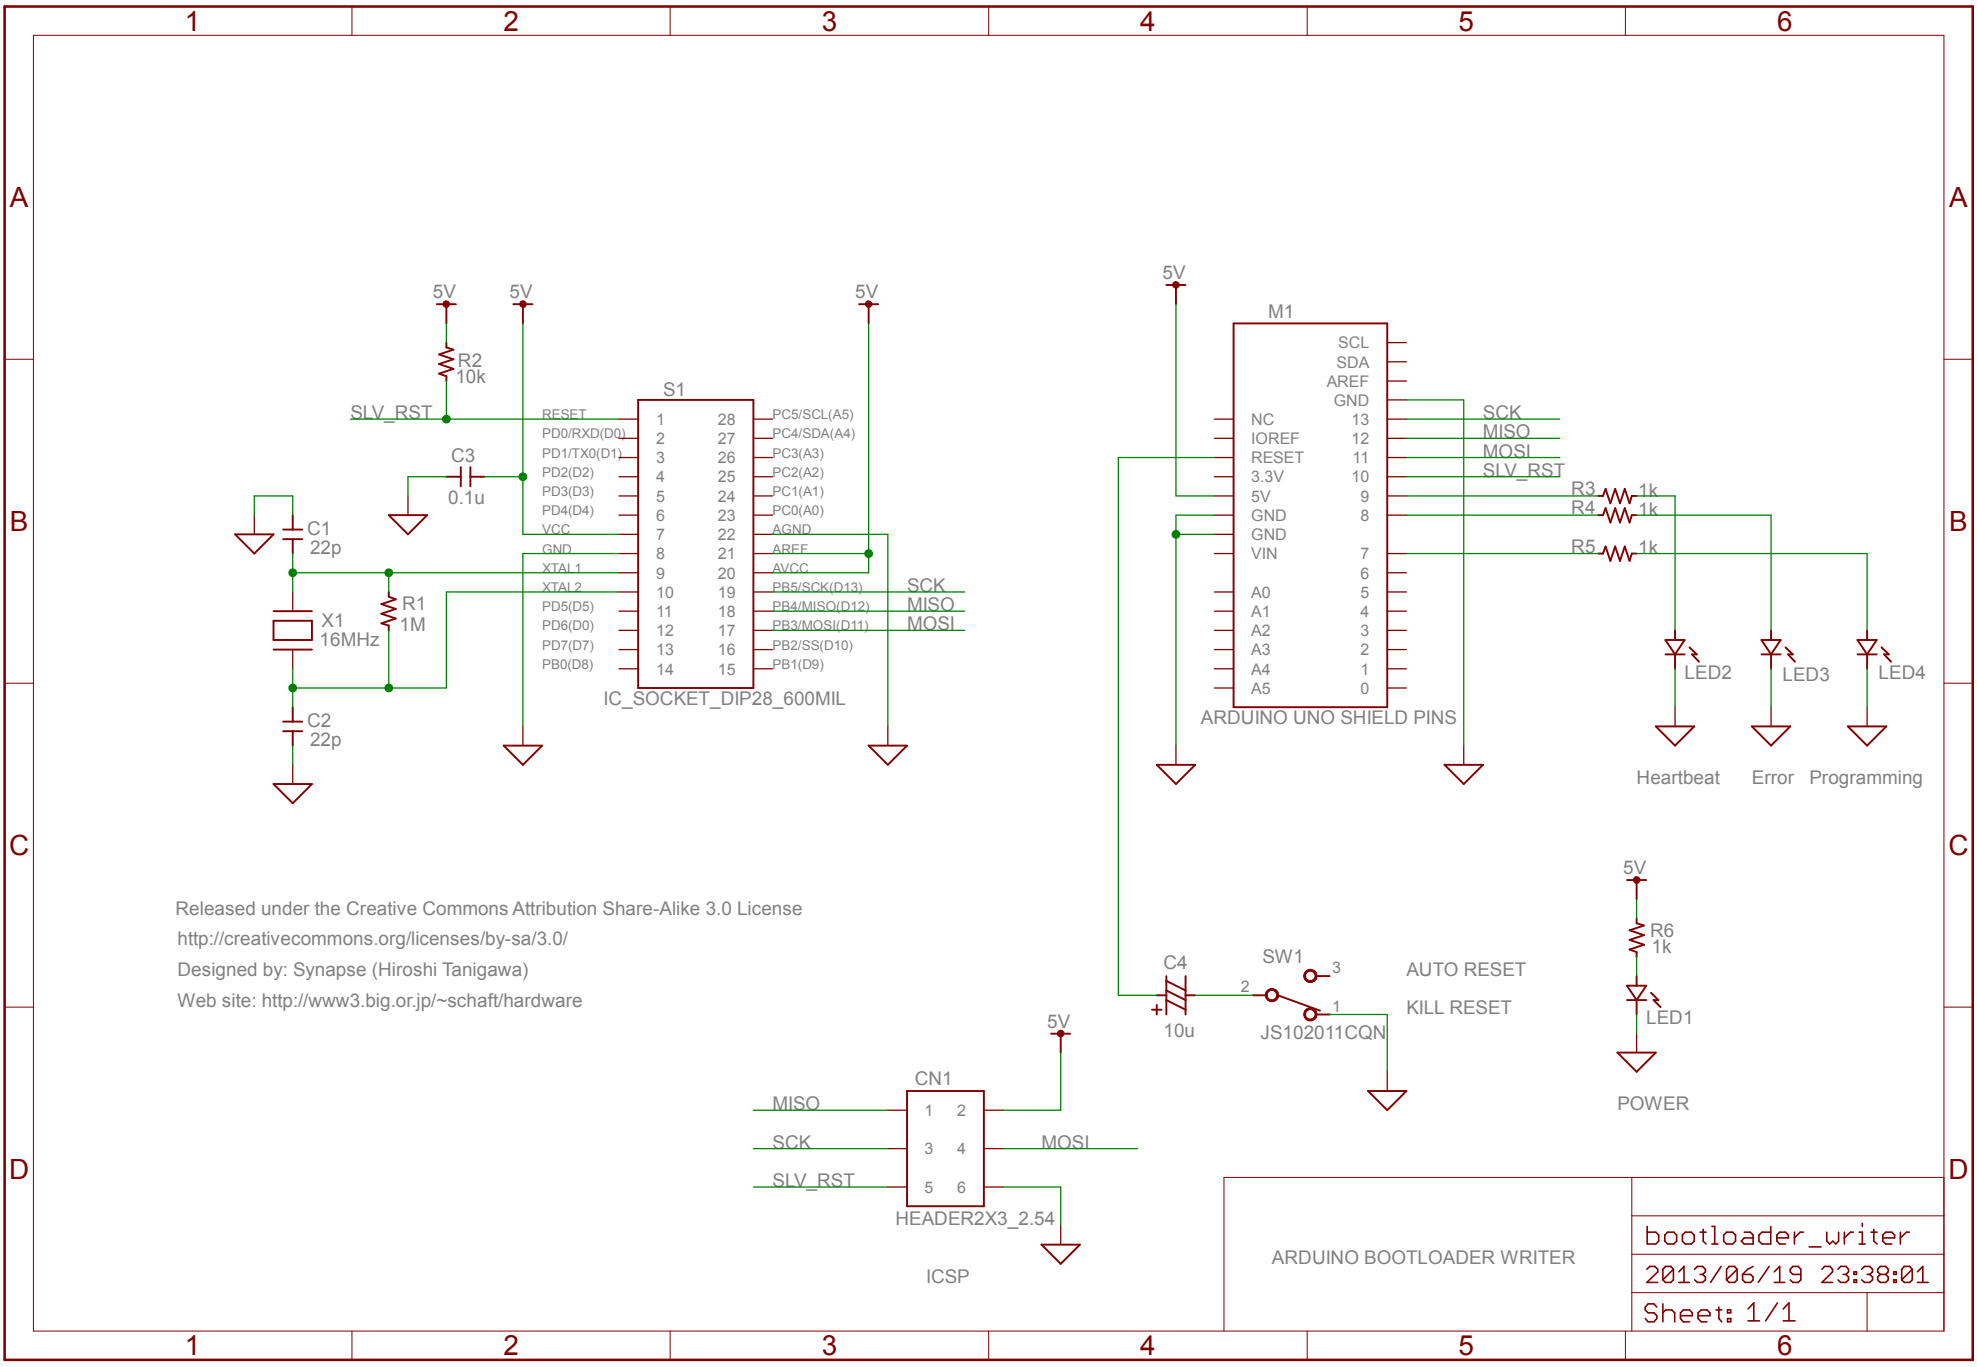 1 2 3 4 5 6
A A
B B
C C
D D
5V 5V 5V
R2
10k
SLV_RST
C3
0.1u
C1
22p
R1
1M
X1
16MHz
C2
22p
S1
RESET 1 28 PC5/SCL(A5)
PD0/RXD(D0) 2 27 PC4/SDA(A4)
PD1/TX0(D1) 3 26 PC3(A3)
PD2(D2) 4 25 PC2(A2)
PD3(D3) 5 24 PC1(A1)
PD4(D4) 6 23 PC0(A0)
VCC 7 22 AGND
GND 8 21 AREF
XTAL1 9 20 AVCC
XTAL2 10 19 PB5/SCK(D13) SCK
PD5(D5) 11 18 PB4/MISO(D12) MISO
PD6(D0) 12 17 PB3/MOSI(D11) MOSI
PD7(D7) 13 16 PB2/SS(D10)
PB0(D8) 14 15 PB1(D9)
IC_SOCKET_DIP28_600MIL
5V
M1
SCL
SDA
AREF
GND
NC 13 SCK
IOREF 12 MISO
RESET 11 MOSI
3.3V 10 SLV_RST
5V 9 R3 1k
GND 8 R4 1k
GND
VIN 7 R5 1k
6
A0 5
A1 4
A2 3
A3 2
A4 1
A5 0
ARDUINO UNO SHIELD PINS
LED2 LED3 LED4
Heartbeat Error Programming
Released under the Creative Commons Attribution Share-Alike 3.0 License
http://creativecommons.org/licenses/by-sa/3.0/
Designed by: Synapse (Hiroshi Tanigawa)
Web site: http://www3.big.or.jp/~schaft/hardware
C4
+
10u
SW1
2 3
1
JS102011CQN
AUTO RESET
KILL RESET
5V
R6
1k
LED1
POWER
5V
CN1
MISO 1 2
SCK 3 4 MOSI
SLV_RST 5 6
HEADER2X3_2.54
ICSP
ARDUINO BOOTLOADER WRITER
bootloader_writer
2013/06/19 23:38:01
Sheet: 1/1
1 2 3 4 5 6